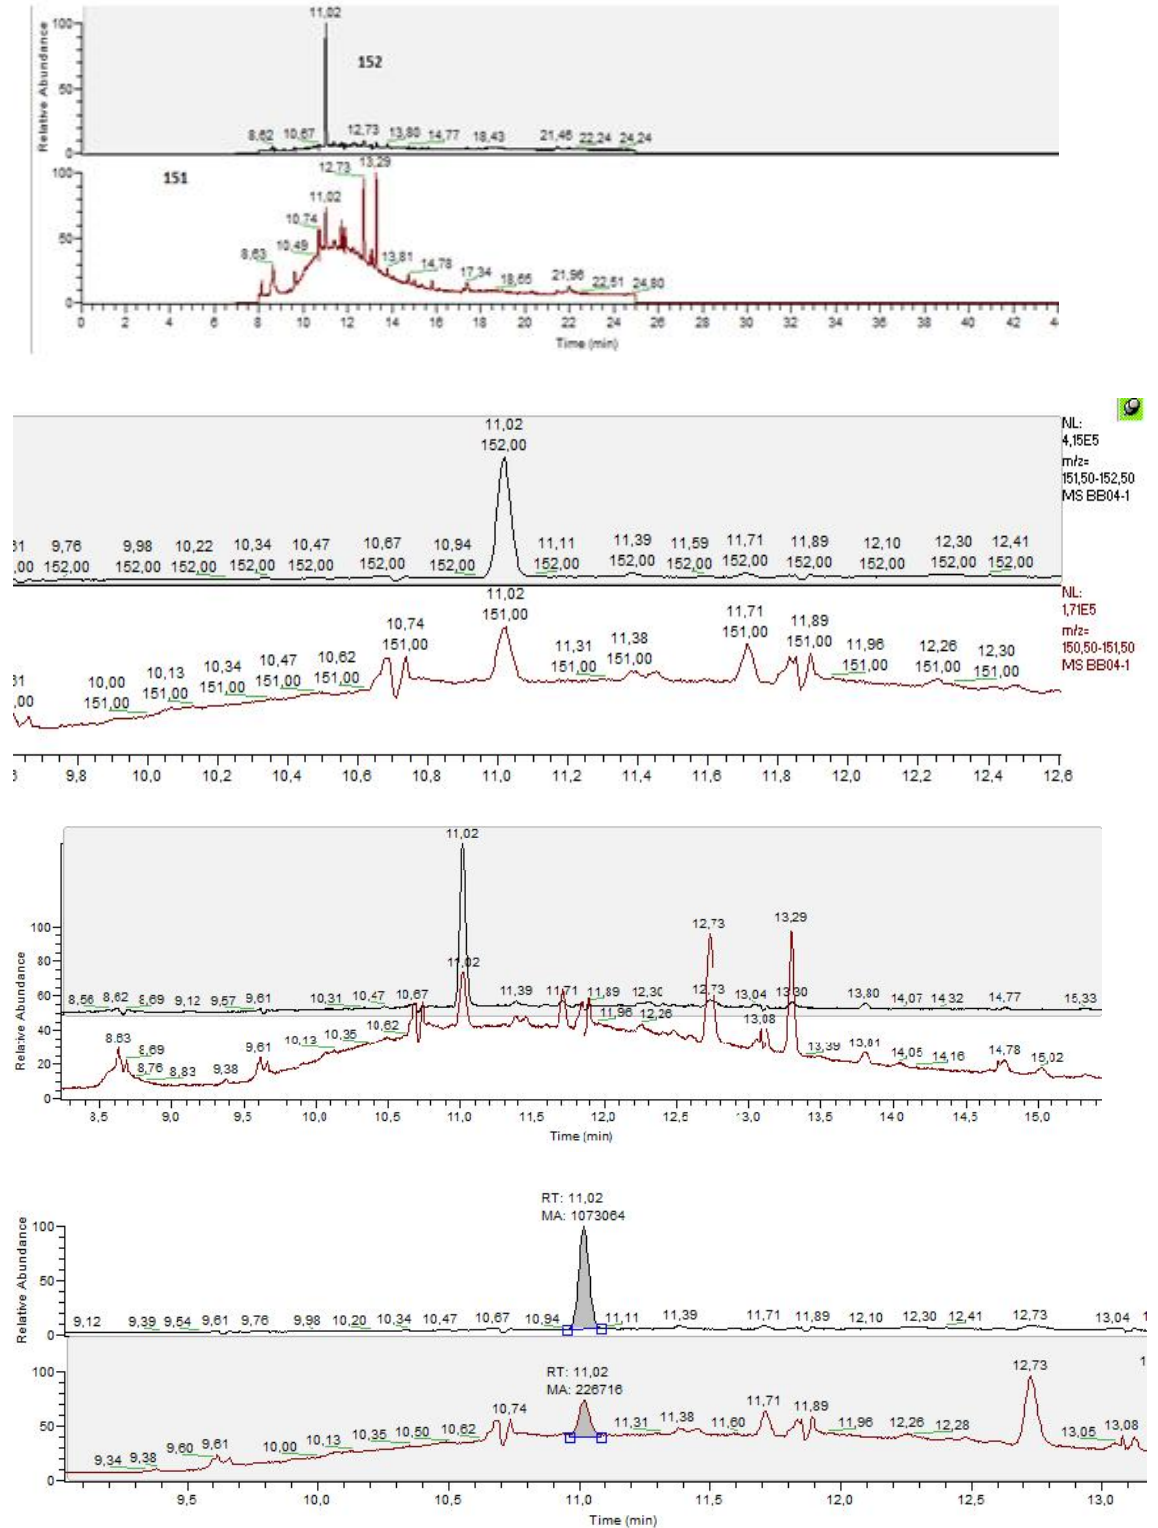 11,02
152
Relative Abundance
100
50
0
8,62 10,67 12,73 13,80 14,77 18,43 21,46 22,24 24,24
151
100
50
0
12,73 13,29
11,02
10,74
10,49
8,63
13,81
14,78
17,34
18,66
21,96
22,51 24,80
0 2 4 6 8 10 12 14 16 18 20 22 24 26 28 30 32 34 36 38 40 42 4
Time (min)
11,02
152,00
NL:
4,15E5
m/z=
151,50-152,50
MS BB04-1
31 9,76 9,98 10,22 10,34 10,47 10,67 10,94 11,11 11,39 11,59 11,71 11,89 12,10 12,30 12,41
,00 152,00 152,00 152,00 152,00 152,00 152,00 152,00 152,00 152,00 152,00 152,00 152,00 152,00 152,00 152,00
NL:
1,71E5
m/z=
150,50-151,50
MS BB04-1
11,02
151,00
10,74
151,00
11,71
151,00
11,89
151,00
31
,00
10,00
151,00
10,13
151,00
10,34
151,00
10,47
151,00
10,62
151,00
11,31
151,00
11,38
151,00
11,96
151,00
12,26
151,00
12,30
151,00
9,8 10,0 10,2 10,4 10,6 10,8 11,0 11,2 11,4 11,6 11,8 12,0 12,2 12,4 12,6
11,02
Relative Abundance
100
80
60
40
20
0
12,73
13,29
11,02
8,56 8,62 8,69 9,12 9,57 9,61 10,31 10,47 10,67 11,39 11,71 11,89 12,30 12,73 13,04 13,30 13,80 14,07 14,32 14,77 15,33
8,63
8,69
8,76 8,83 9,38
9,61
10,13 10,35 10,62
11,96 12,26
13,08
13,39 13,81
14,05 14,16 14,78 15,02
8,5 9,0 9,5 10,0 10,5 11,0 11,5 12,0 12,5 13,0 13,5 14,0 14,5 15,0
Time (min)
RT: 11,02
MA: 1073064
Relative Abundance
100
50
0
9,12 9,39 9,54 9,61 9,76 9,98 10,20 10,34 10,47 10,67 10,94 11,11 11,39 11,71 11,89 12,10 12,30 12,41 12,73 13,04
RT: 11,02
MA: 226716
100
50
0
12,73
9,34 9,38 9,60 9,61 10,00 10,13 10,35 10,50 10,62 10,74 11,31 11,38 11,60 11,71 11,89 11,96 12,26 12,28 13,05 13,08
9,5 10,0 10,5 11,0 11,5 12,0 12,5 13,0
Time (min)